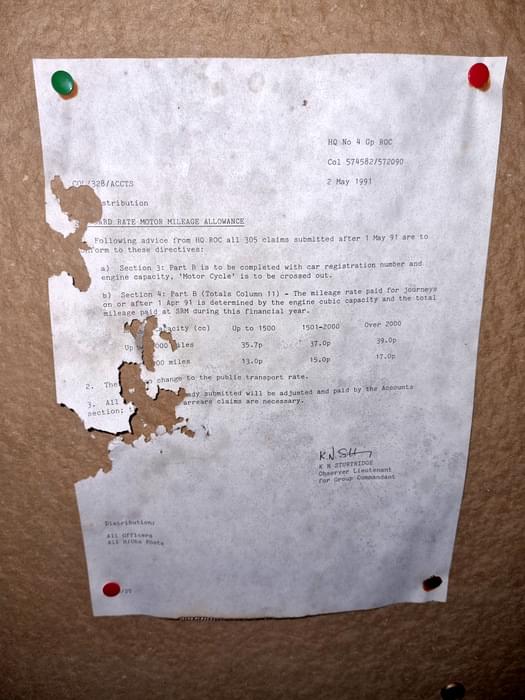 HQ No 4 Gp ROC
Col 574582/572090
COL/328/ACCTS
2 May 1991
stribution
ARD RATE MOTOR MILEAGE ALLOWANCE
Following advice from HQ ROC all 305 claims submitted after 1 May 91 are to
form to these directives:
a) Section 3: Part B is to be completed with car registration number and
engine capacity, 'Motor Cycle' is to be crossed out.
b) Section 4: Part B (Totals Column 11) - The mileage rate paid for journeys
on or after 1 Apr 91 is determined by the engine cubic capacity and the total
mileage paid at SRM during this financial year.
acity (cc) Up to 1500 1501-2000 Over 2000
Up 000 miles 35.7p 37.0p 39.0p
00 miles 13.0p 15.0p 17.0p
2. The change to the public transport rate.
3. All ady submitted will be adjusted and paid by the Accounts
section; arrears claims are necessary.
K N STURTRIDGE
Observer Lieutenant
for Group Commandant
Distribution:
All Officers
All
Posts